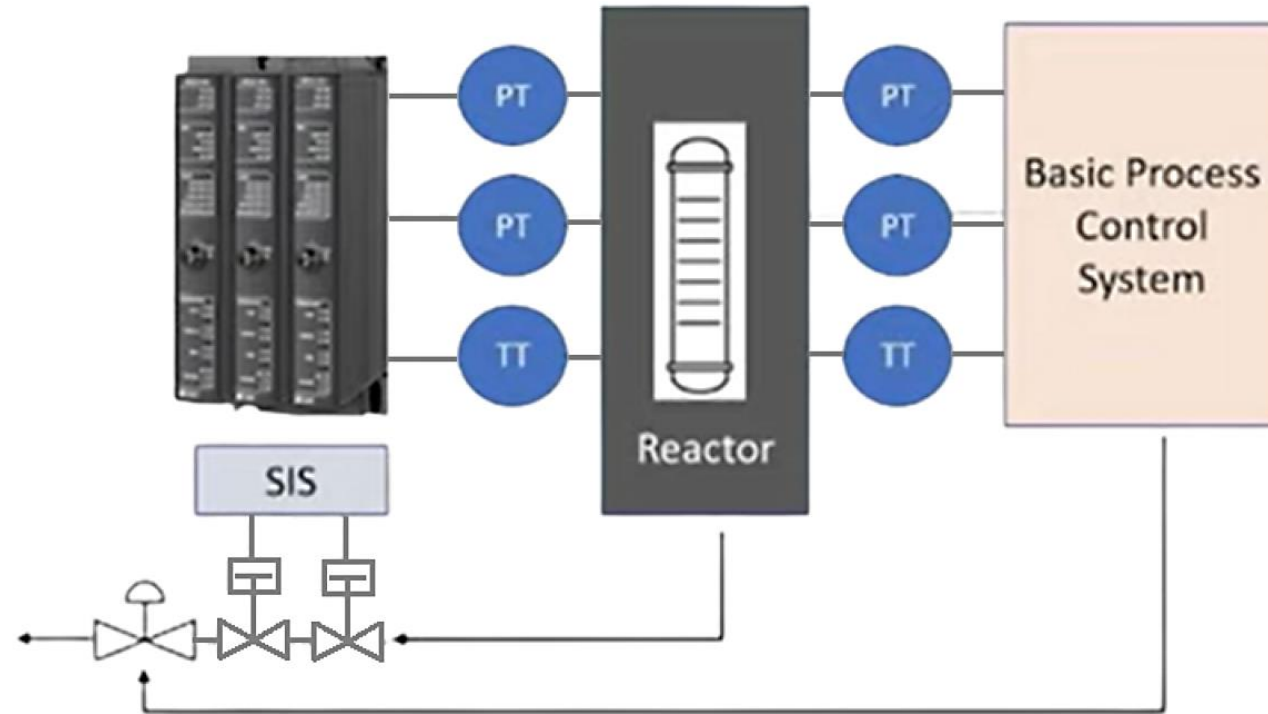 PT
PT
PT
PT
TT
TT
Reactor
Basic Process
Control
System
SIS